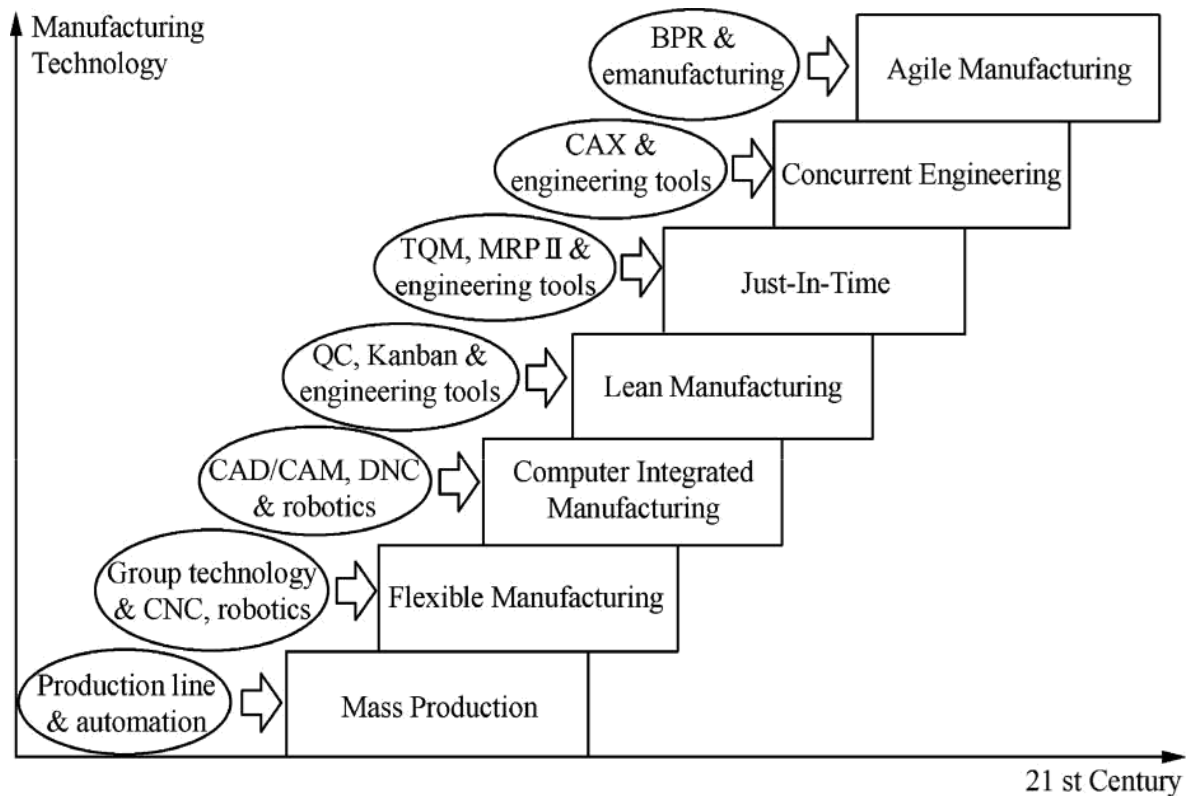 Manufacturing
Technology
BPR &
emanufacturing
Agile Manufacturing
CAX &
engineering tools
Concurrent Engineering
TQM, MRP II &
engineering tools
Just-In-Time
QC, Kanban &
engineering tools
Lean Manufacturing
CAD/CAM, DNC
& robotics
Computer Integrated
Manufacturing
Group technology
& CNC, robotics
Flexible Manufacturing
Production line
& automation
Mass Production
21 st Century